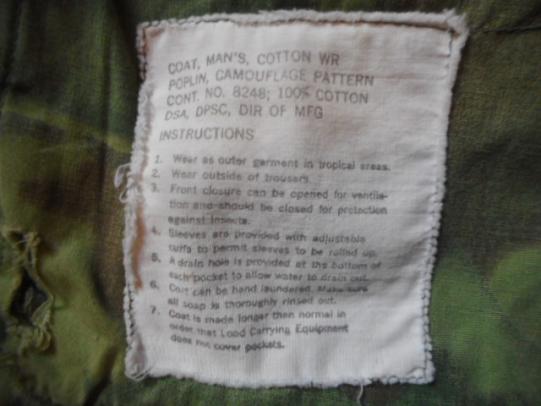 COAT, MAN'S, COTTON WR
POPLIN, CAMOUFLAGE PATTERN
CONT. NO. 8248; 100% COTTON
DSA, DPSC, DIR OF MFG
INSTRUCTIONS
1. Wear as outer garment in tropical areas.
2. Wear outside of trousers.
3. Front closure can be opened for ventila-
tion and should be closed for protection
against insects.
4. Sleeves are provided with adjustable
cuffs to permit sleeves to be rolled up.
5. A drain hole is provided at the bottom of
each pocket to allow water to drain out.
6. Coat can be hand laundered. Make sure
all soap is thoroughly rinsed out.
7. Coat is made longer then normal in
order that Load Carrying Equipment
does not cover pockets.